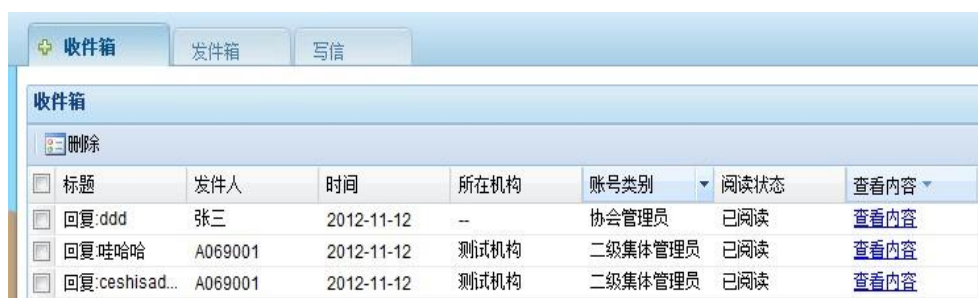 收件箱 发件箱 写信
收件箱
删除
标题 发件人 时间 所在机构 账号类别 阅读状态 查看内容
回复:ddd 张三 2012-11-12 -- 协会管理员 已阅读 查看内容
回复:哇哈哈 A069001 2012-11-12 测试机构 二级集体管理员 已阅读 查看内容
回复:ceshisad... A069001 2012-11-12 测试机构 二级集体管理员 已阅读 查看内容